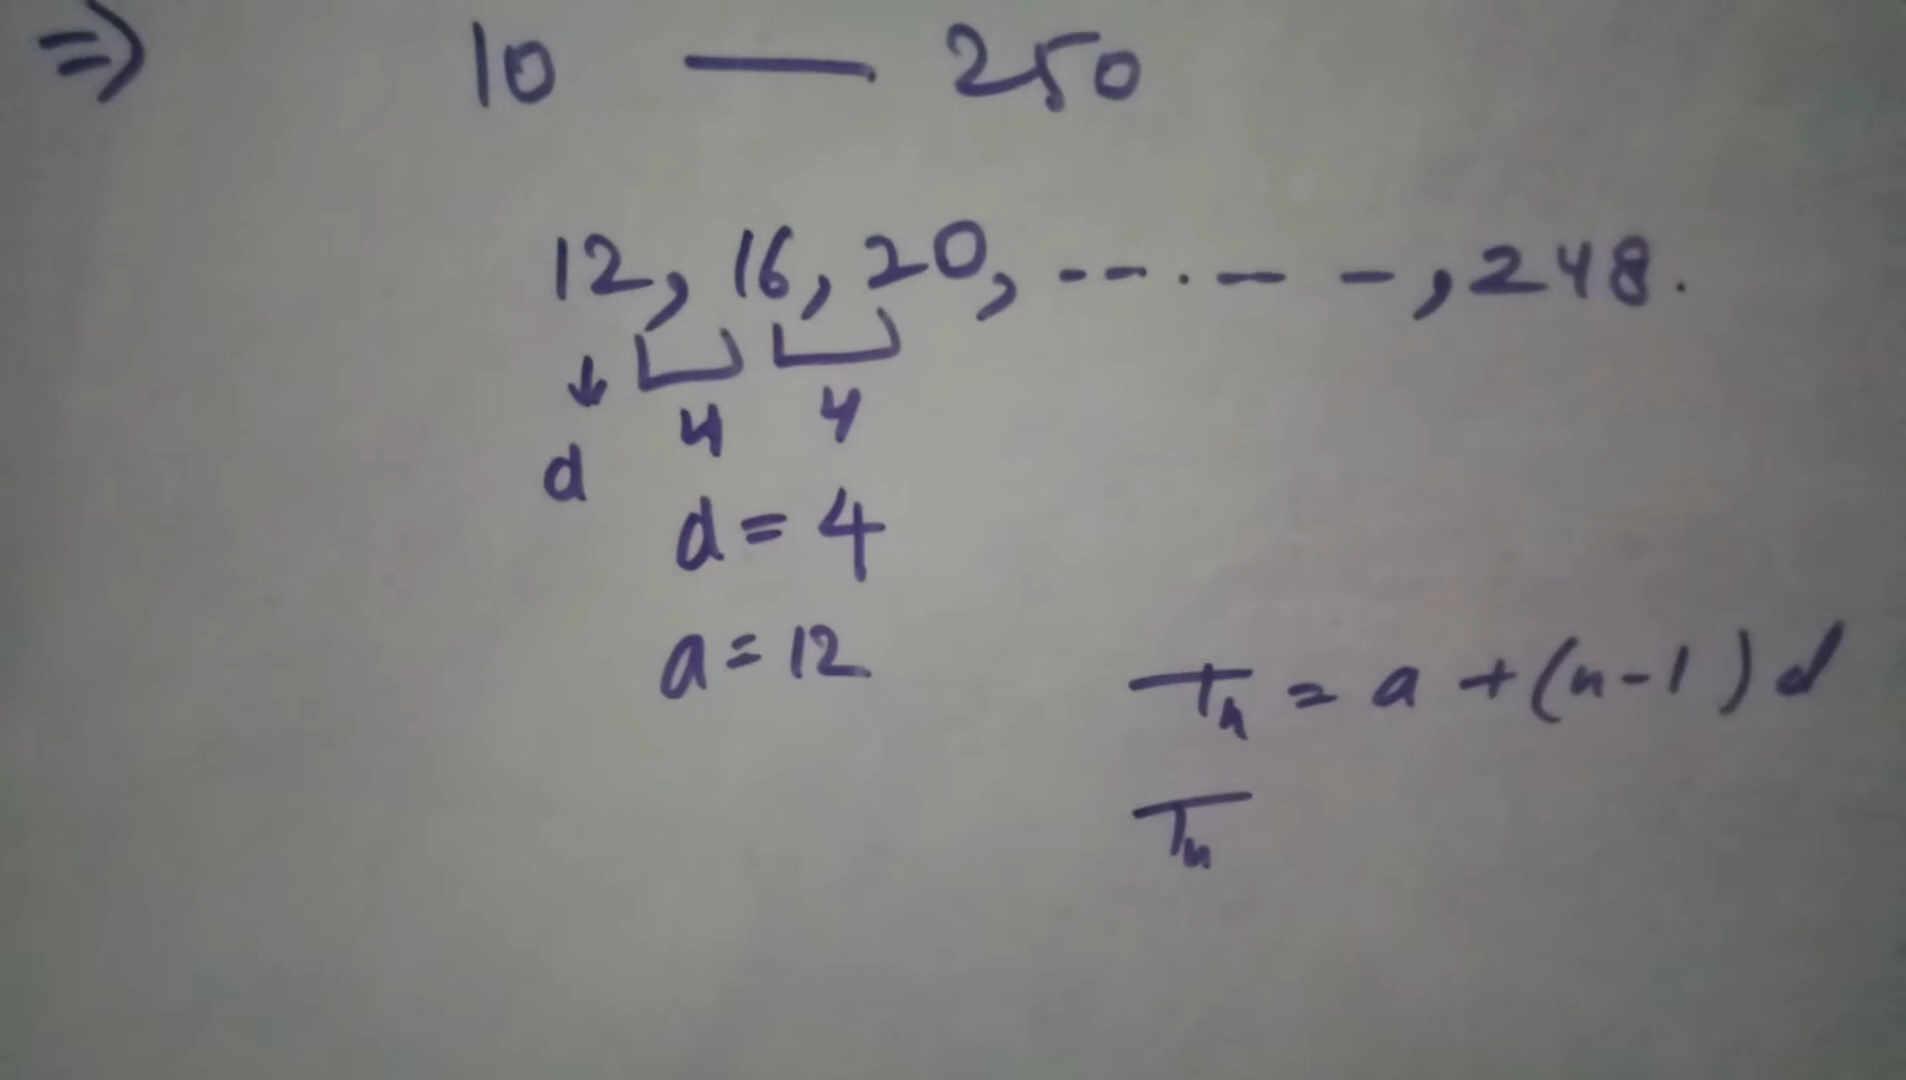 ⇒ 10 — 250
12, 16, 20, ---.---, 248.
↓ 4 4
d
d = 4
a = 12
Tn = a + (n-1) d
Tn